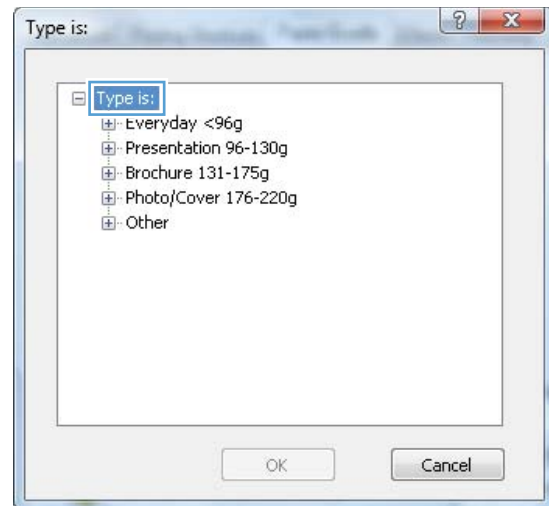 Type is:
Type is:
Everyday <96g
Presentation 96-130g
Brochure 131-175g
Photo/Cover 176-220g
Other
OK
Cancel